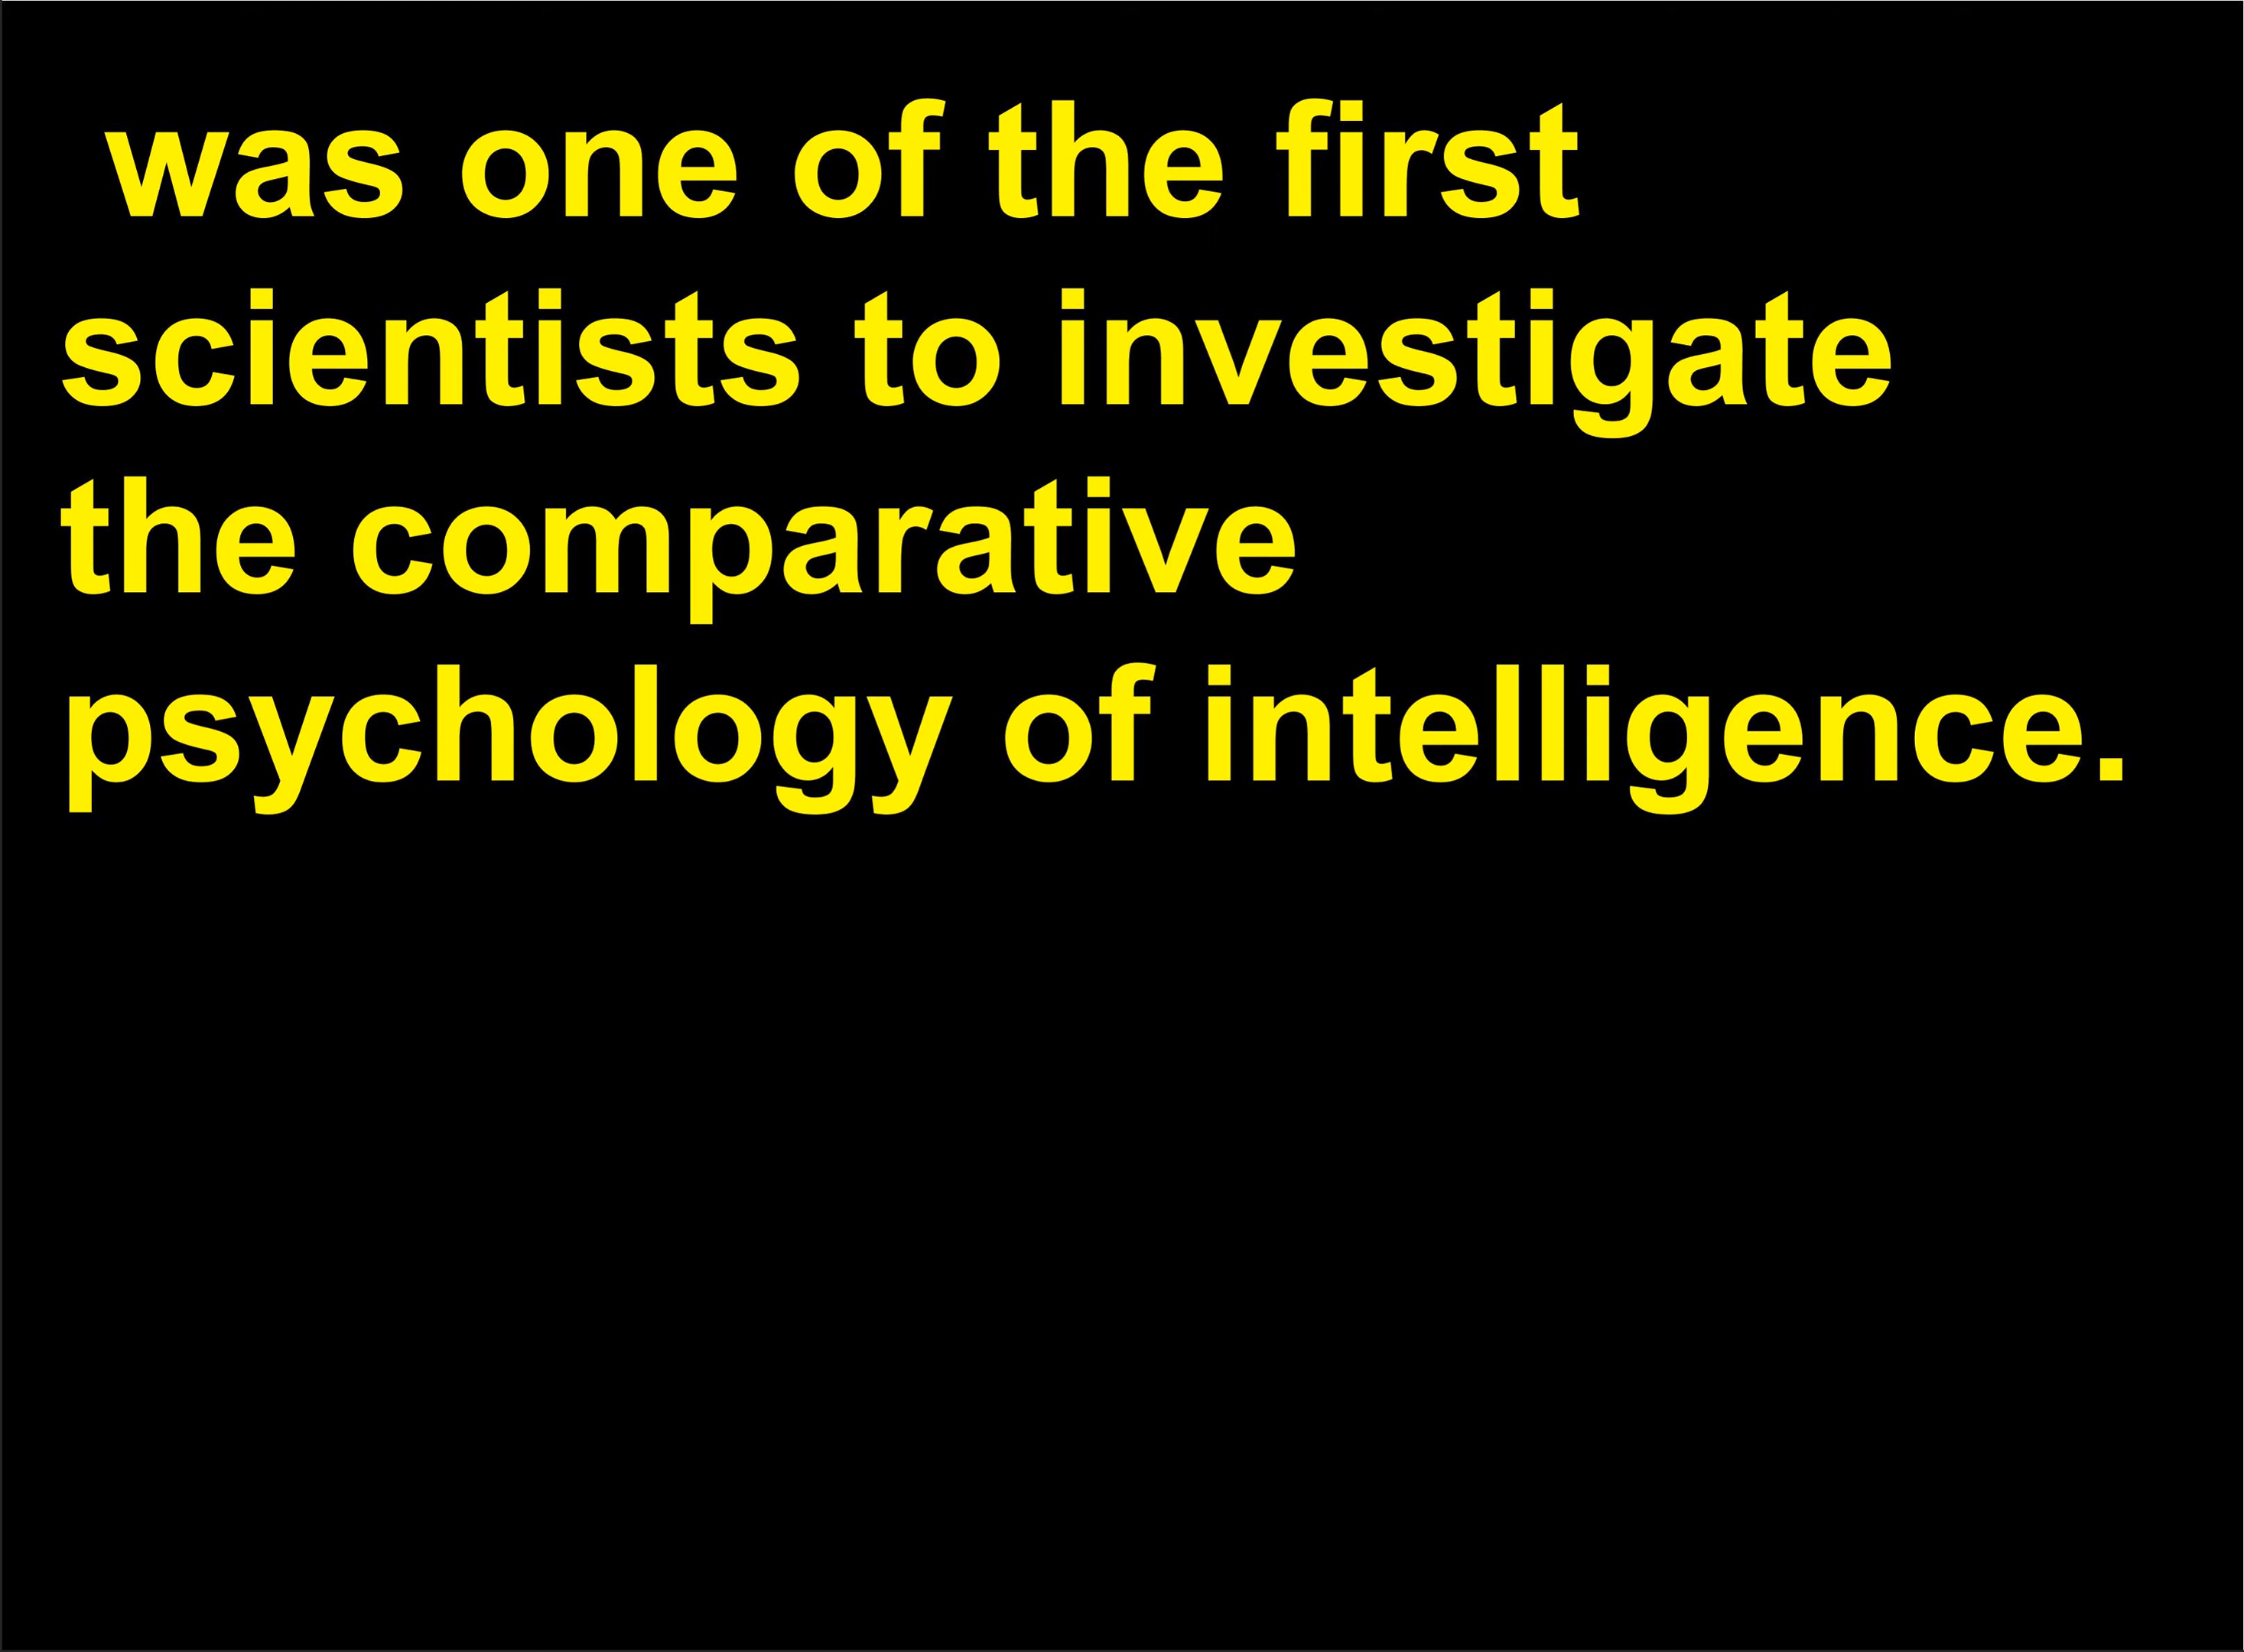 was one of the first
scientists to investigate
the comparative
psychology of intelligence.